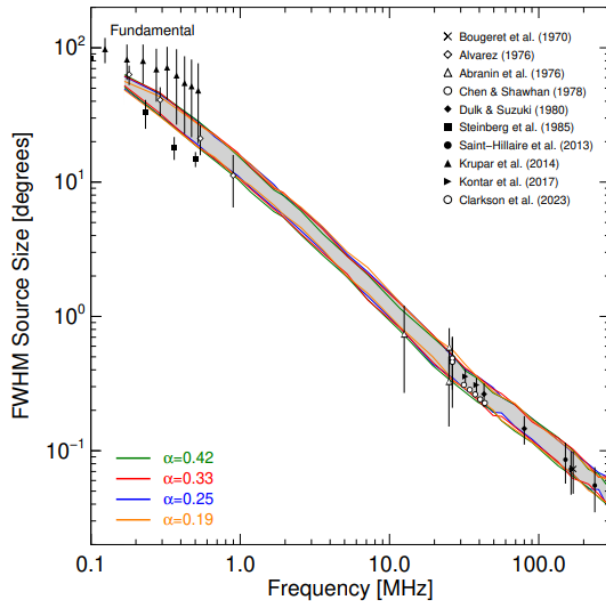 Fundamental
Bougeret et al. (1970)
Alvarez (1976)
Abranin et al. (1976)
Chen & Shawhan (1978)
Dulk & Suzuki (1980)
Steinberg et al. (1985)
Saint-Hillaire et al. (2013)
Krupar et al. (2014)
Kontar et al. (2017)
Clarkson et al. (2023)
FWHM Source Size [degrees]
10²
10¹
10⁰
10⁻¹
α=0.42
α=0.33
α=0.25
α=0.19
0.1 1.0 10.0 100.0
Frequency [MHz]